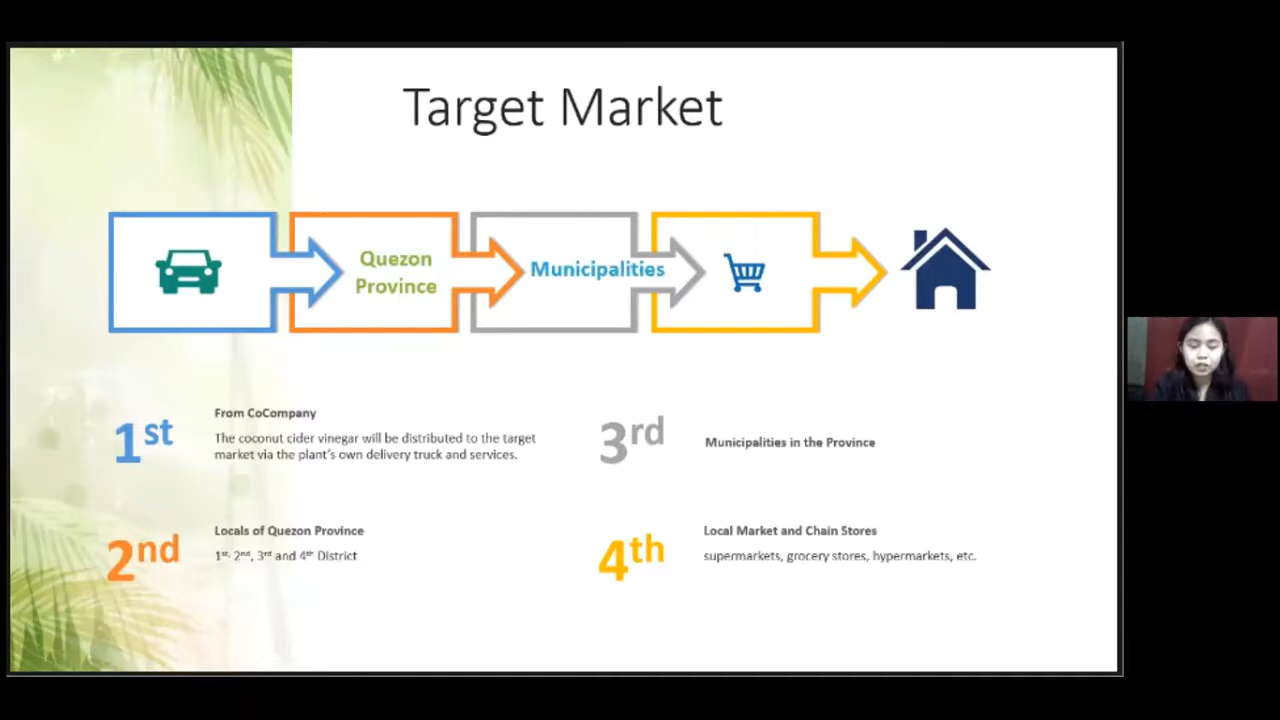 Target Market
Quezon
Province
Municipalities
1st
From CoCompany
The coconut cider vinegar will be distributed to the target
market via the plant's own delivery truck and services.
2nd
Locals of Quezon Province
1st, 2nd, 3rd and 4th District
3rd
Municipalities in the Province
4th
Local Market and Chain Stores
supermarkets, grocery stores, hypermarkets, etc.